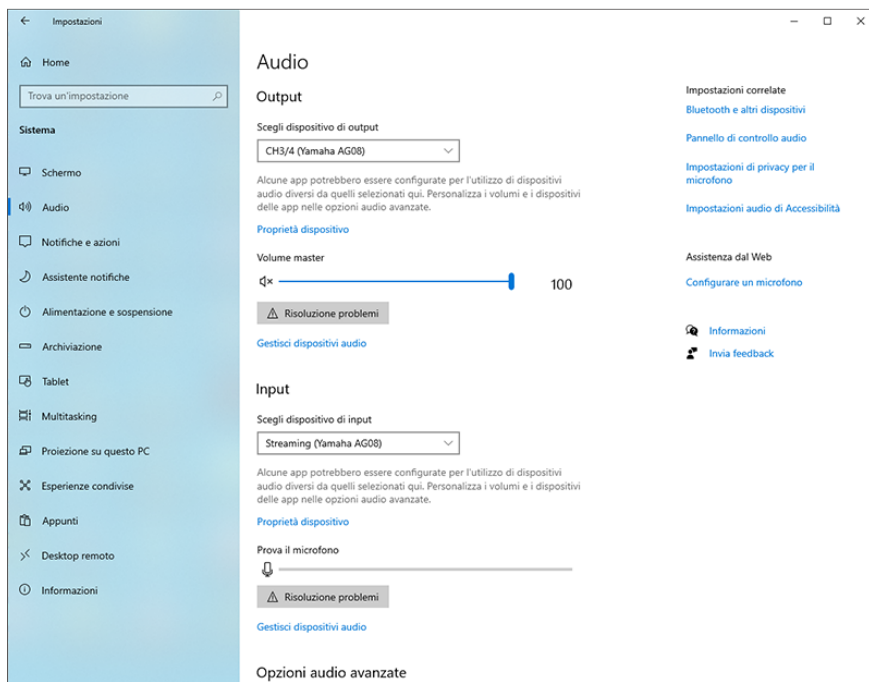 Impostazioni
Home
Trova un'impostazione
Sistema
Schermo
Audio
Notifiche e azioni
Assistente notifiche
Alimentazione e sospensione
Archiviazione
Tablet
Multitasking
Proiezione su questo PC
Esperienze condivise
Appunti
Desktop remoto
Informazioni
Audio
Output
Scegli dispositivo di output
CH3/4 (Yamaha AG08)
Alcune app potrebbero essere configurate per l'utilizzo di dispositivi
audio diversi da quelli selezionati qui. Personalizza i volumi e i dispositivi
delle app nelle opzioni audio avanzate.
Proprietà dispositivo
Volume master
100
Risoluzione problemi
Gestisci dispositivi audio
Input
Scegli dispositivo di input
Streaming (Yamaha AG08)
Alcune app potrebbero essere configurate per l'utilizzo di dispositivi
audio diversi da quelli selezionati qui. Personalizza i volumi e i dispositivi
delle app nelle opzioni audio avanzate.
Proprietà dispositivo
Prova il microfono
Risoluzione problemi
Gestisci dispositivi audio
Opzioni audio avanzate
Impostazioni correlate
Bluetooth e altri dispositivi
Pannello di controllo audio
Impostazioni di privacy per il
microfono
Impostazioni audio di Accessibilità
Assistenza dal Web
Configurare un microfono
Informazioni
Invia feedback